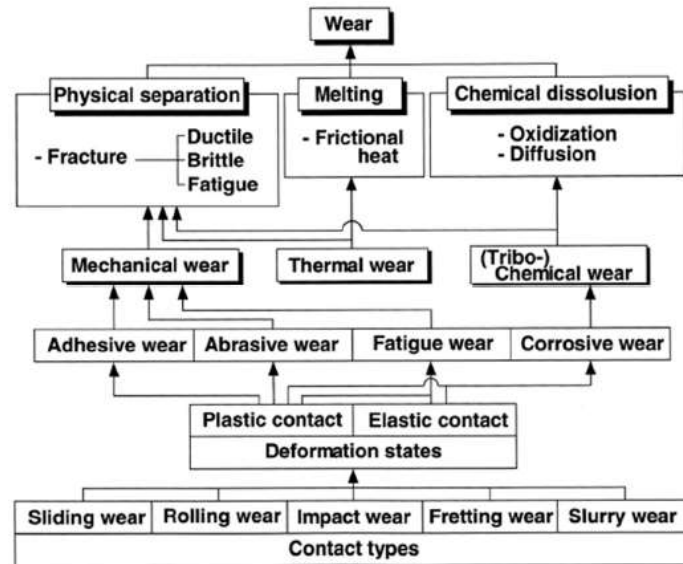 Wear
Physical separation
Melting
Chemical dissolusion
- Fracture
Ductile
Brittle
Fatigue
- Frictional
heat
- Oxidization
- Diffusion
Mechanical wear
Thermal wear
(Tribo-)
Chemical wear
Adhesive wear
Abrasive wear
Fatigue wear
Corrosive wear
Plastic contact
Elastic contact
Deformation states
Sliding wear
Rolling wear
Impact wear
Fretting wear
Slurry wear
Contact types